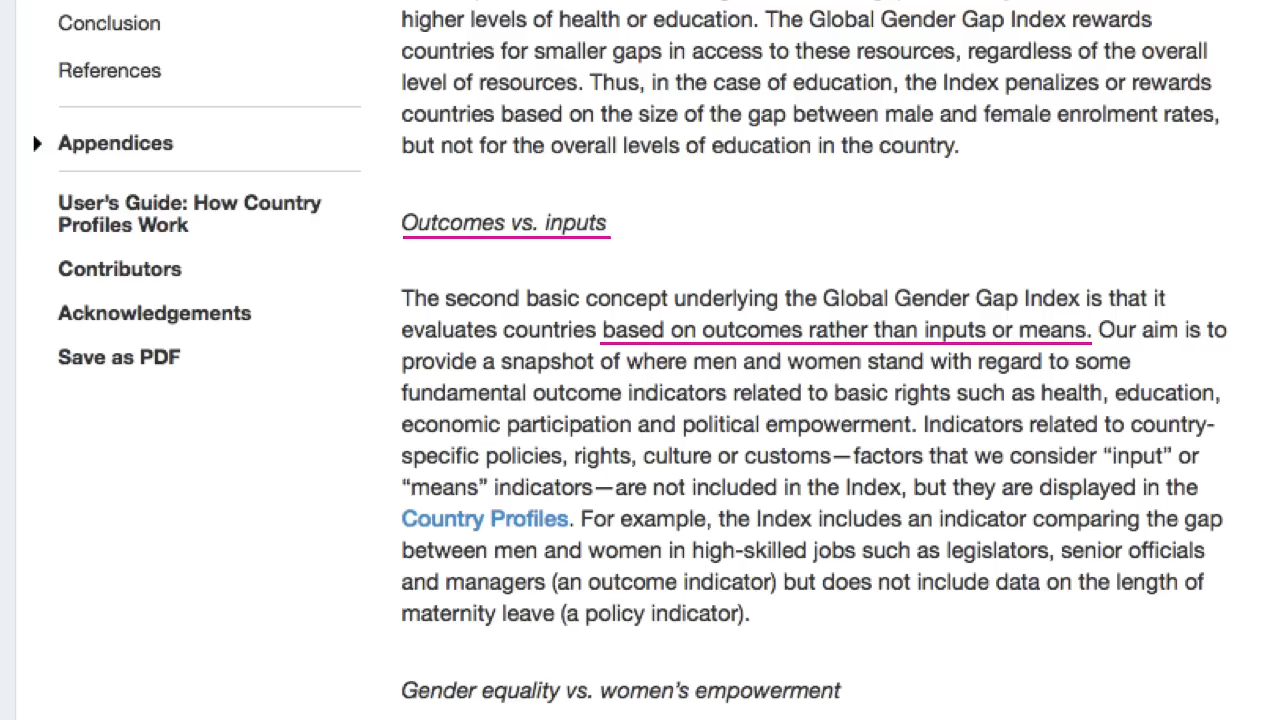 Conclusion
References
Appendices
User's Guide: How Country
Profiles Work
Contributors
Acknowledgements
Save as PDF
higher levels of health or education. The Global Gender Gap Index rewards
countries for smaller gaps in access to these resources, regardless of the overall
level of resources. Thus, in the case of education, the Index penalizes or rewards
countries based on the size of the gap between male and female enrolment rates,
but not for the overall levels of education in the country.
Outcomes vs. inputs
The second basic concept underlying the Global Gender Gap Index is that it
evaluates countries based on outcomes rather than inputs or means. Our aim is to
provide a snapshot of where men and women stand with regard to some
fundamental outcome indicators related to basic rights such as health, education,
economic participation and political empowerment. Indicators related to country-
specific policies, rights, culture or customs—factors that we consider “input” or
“means” indicators—are not included in the Index, but they are displayed in the
Country Profiles. For example, the Index includes an indicator comparing the gap
between men and women in high-skilled jobs such as legislators, senior officials
and managers (an outcome indicator) but does not include data on the length of
maternity leave (a policy indicator).
Gender equality vs. women’s empowerment